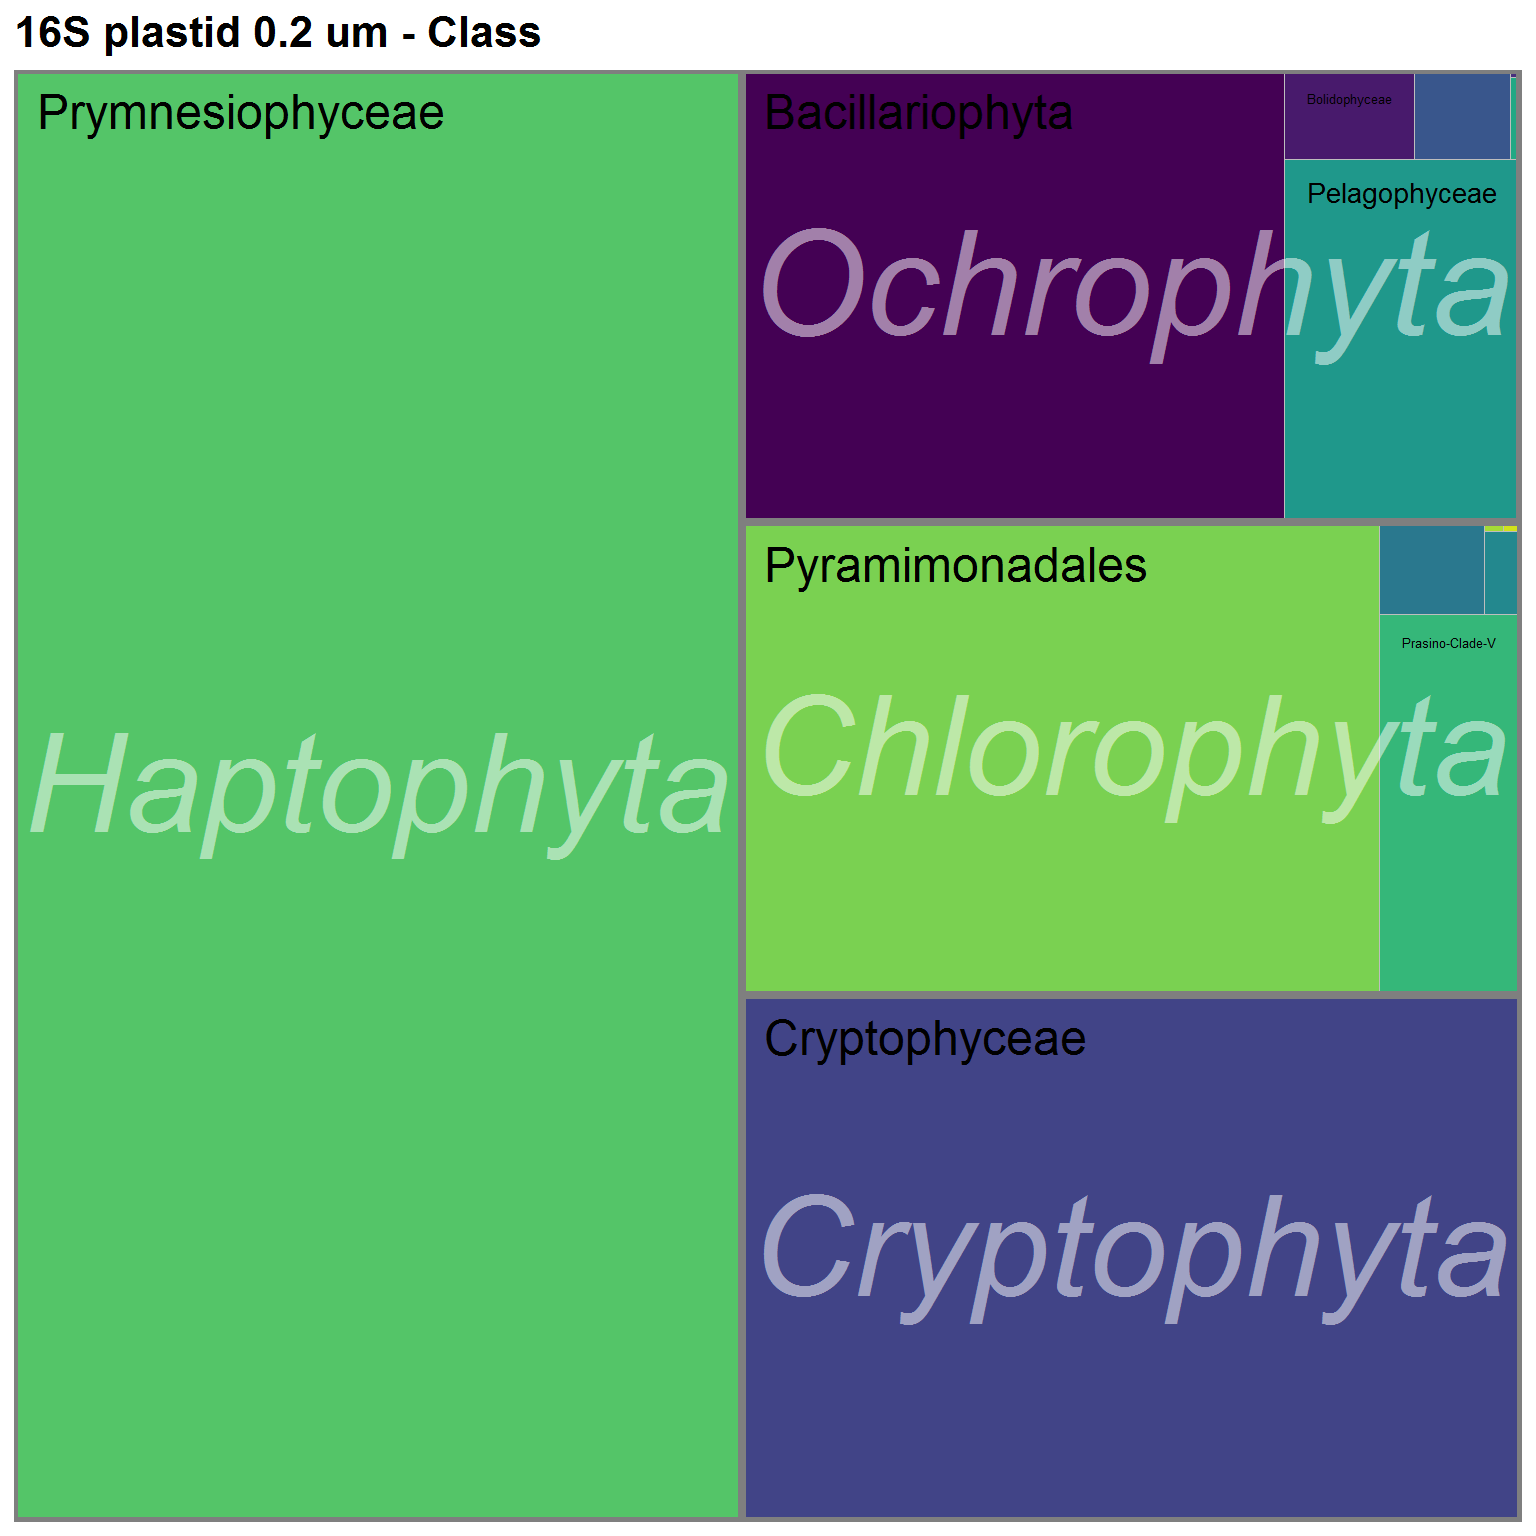 16S plastid 0.2 um - Class
Prymnesiophyceae
Haptophyta
Bacillariophyta
Bolidophyceae
Pelagophyceae
Ochrophyta
Pyramimonadales
Prasino-Clade-V
Chlorophyta
Cryptophyceae
Cryptophyta